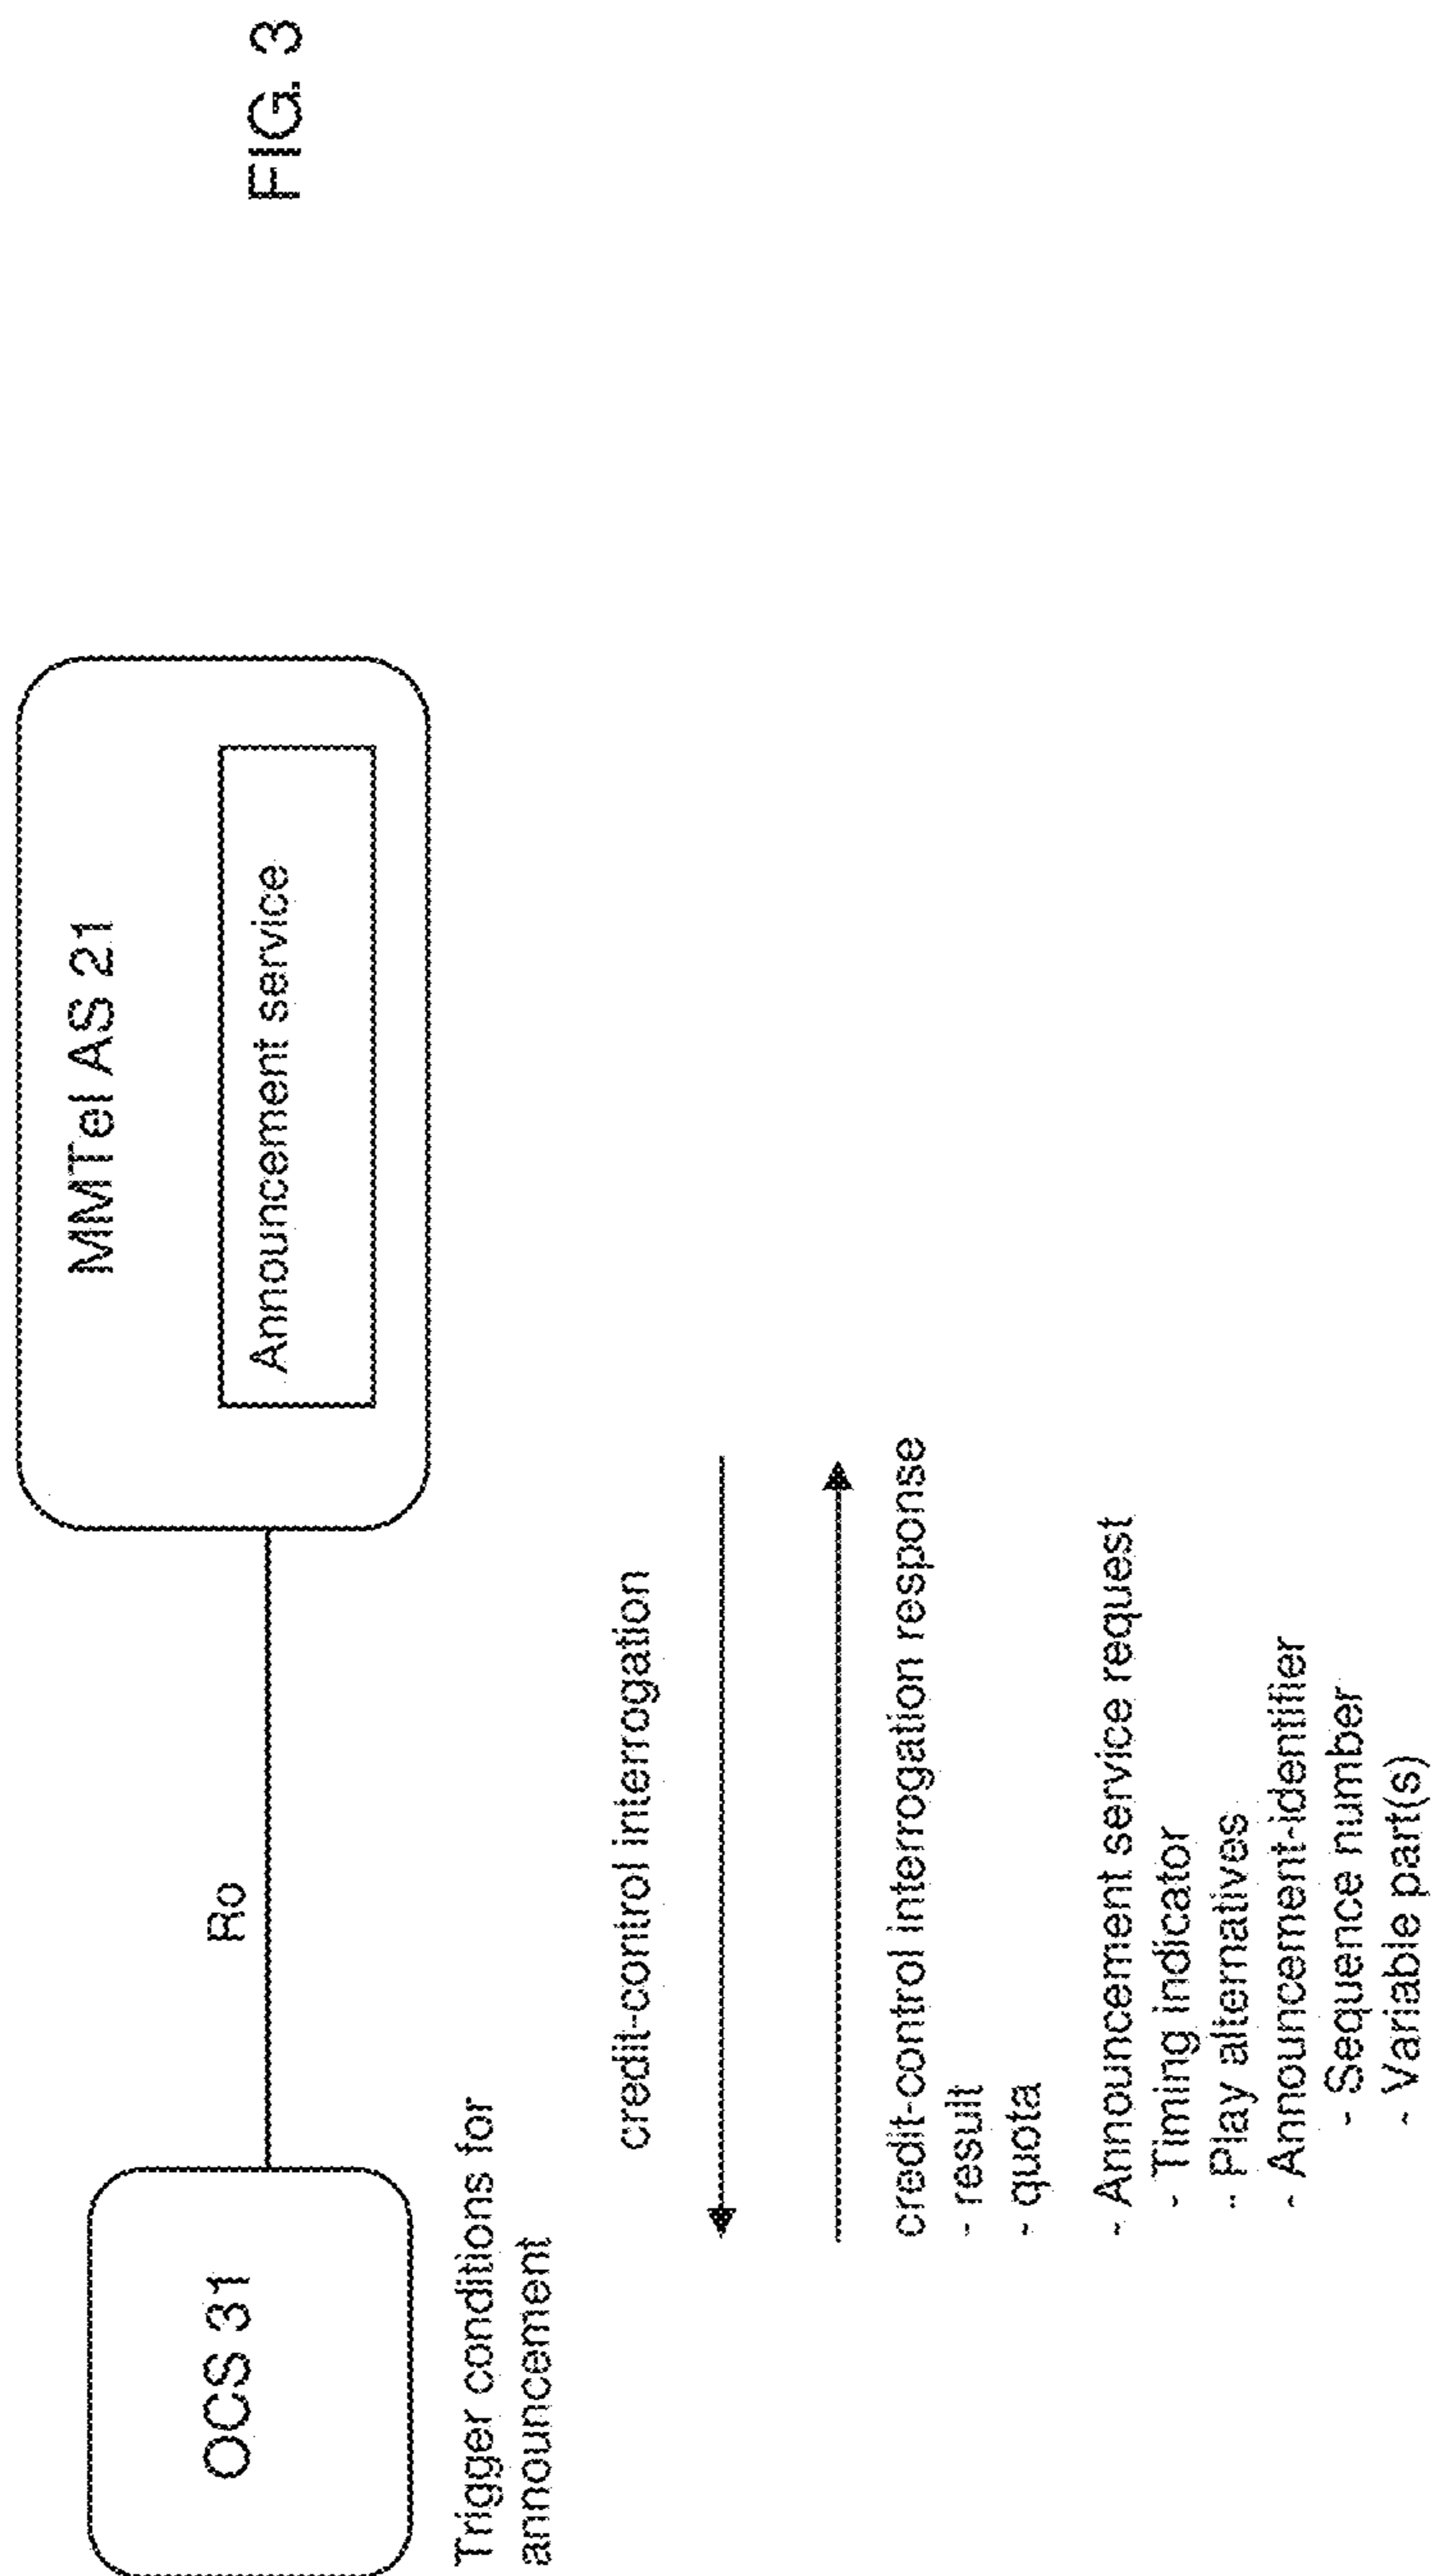 OCS 31
Ro
MMTel AS 21
Announcement service
Trigger conditions for
announcement
credit-control interrogation
credit-control interrogation response
- result
- quota
- Announcement service request
- Timing indicator
- Play alternatives
- Announcement-identifier
- Sequence number
- Variable part(s)
FIG. 3